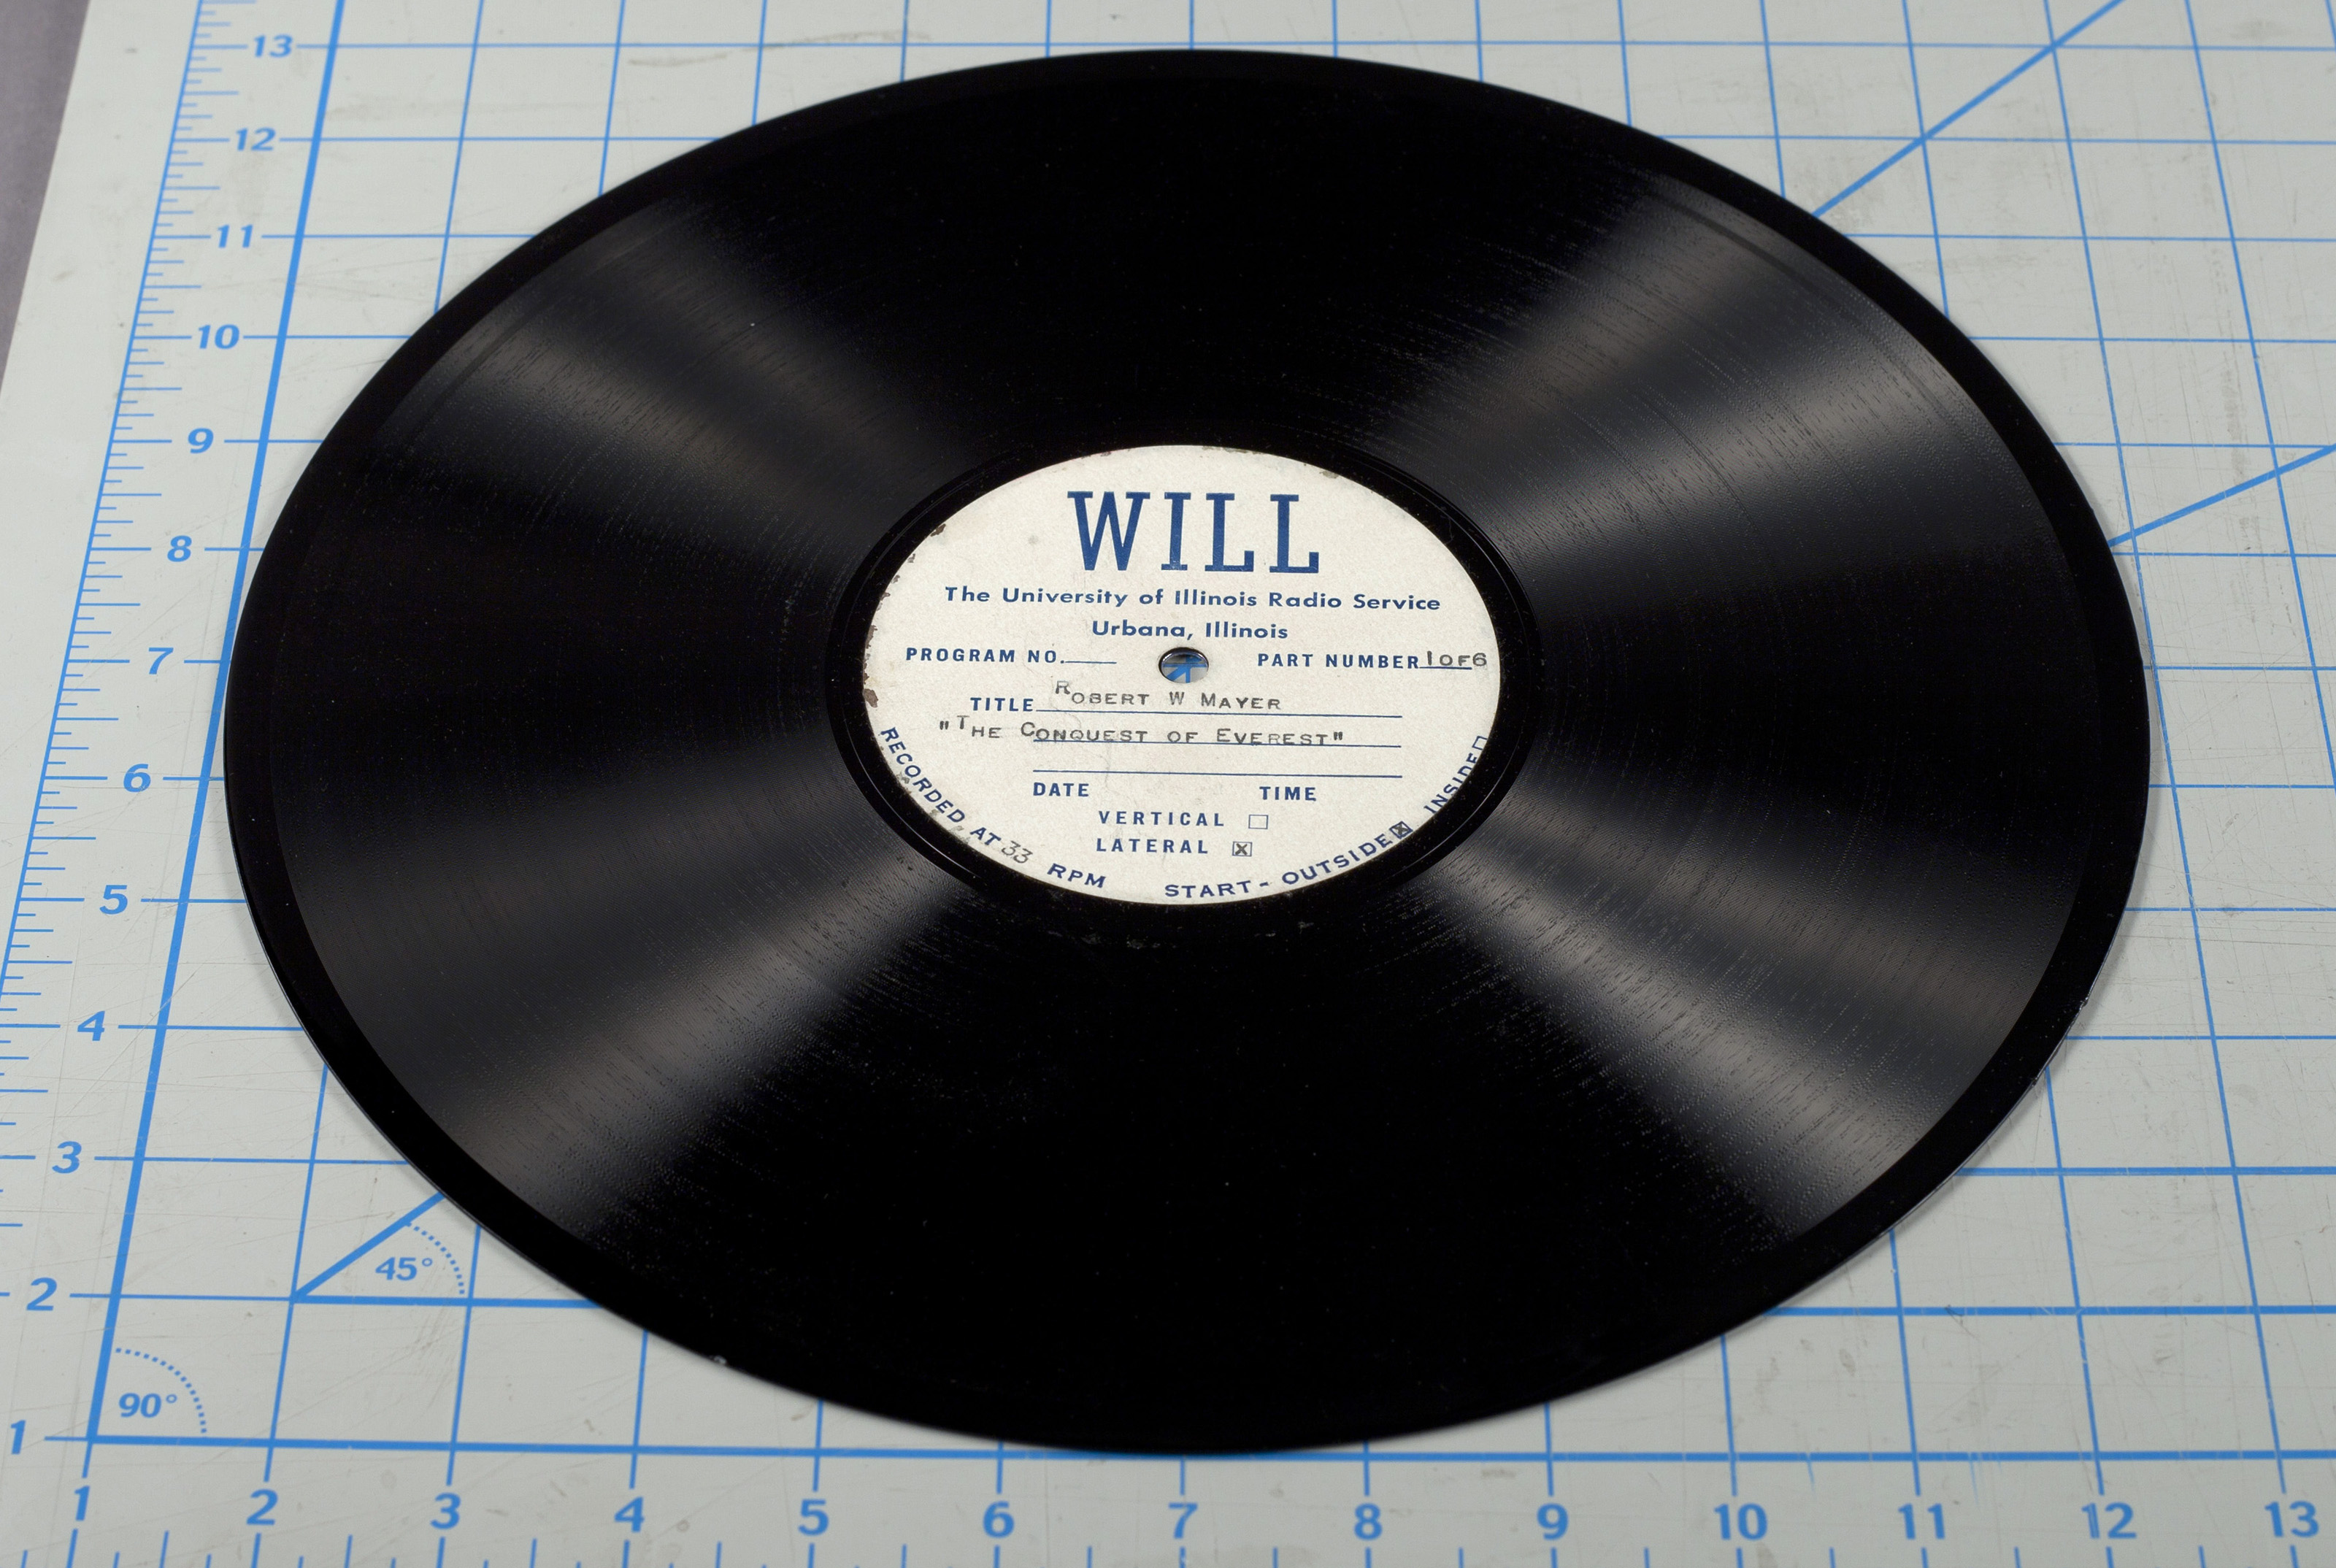 WILL
The University of Illinois Radio Service
Urbana, Illinois
PROGRAM NO. PART NUMBER 1 OF 6
TITLE ROBERT W MAYER
"THE CONQUEST OF EVEREST"
DATE TIME
VERTICAL
LATERAL X
RECORDED AT 33 RPM START - OUTSIDE X INSIDE
13
12
11
10
9
8
7
6
5
4
3
2
1
45°
90°
1 2 3 4 5 6 7 8 9 10 11 12 13